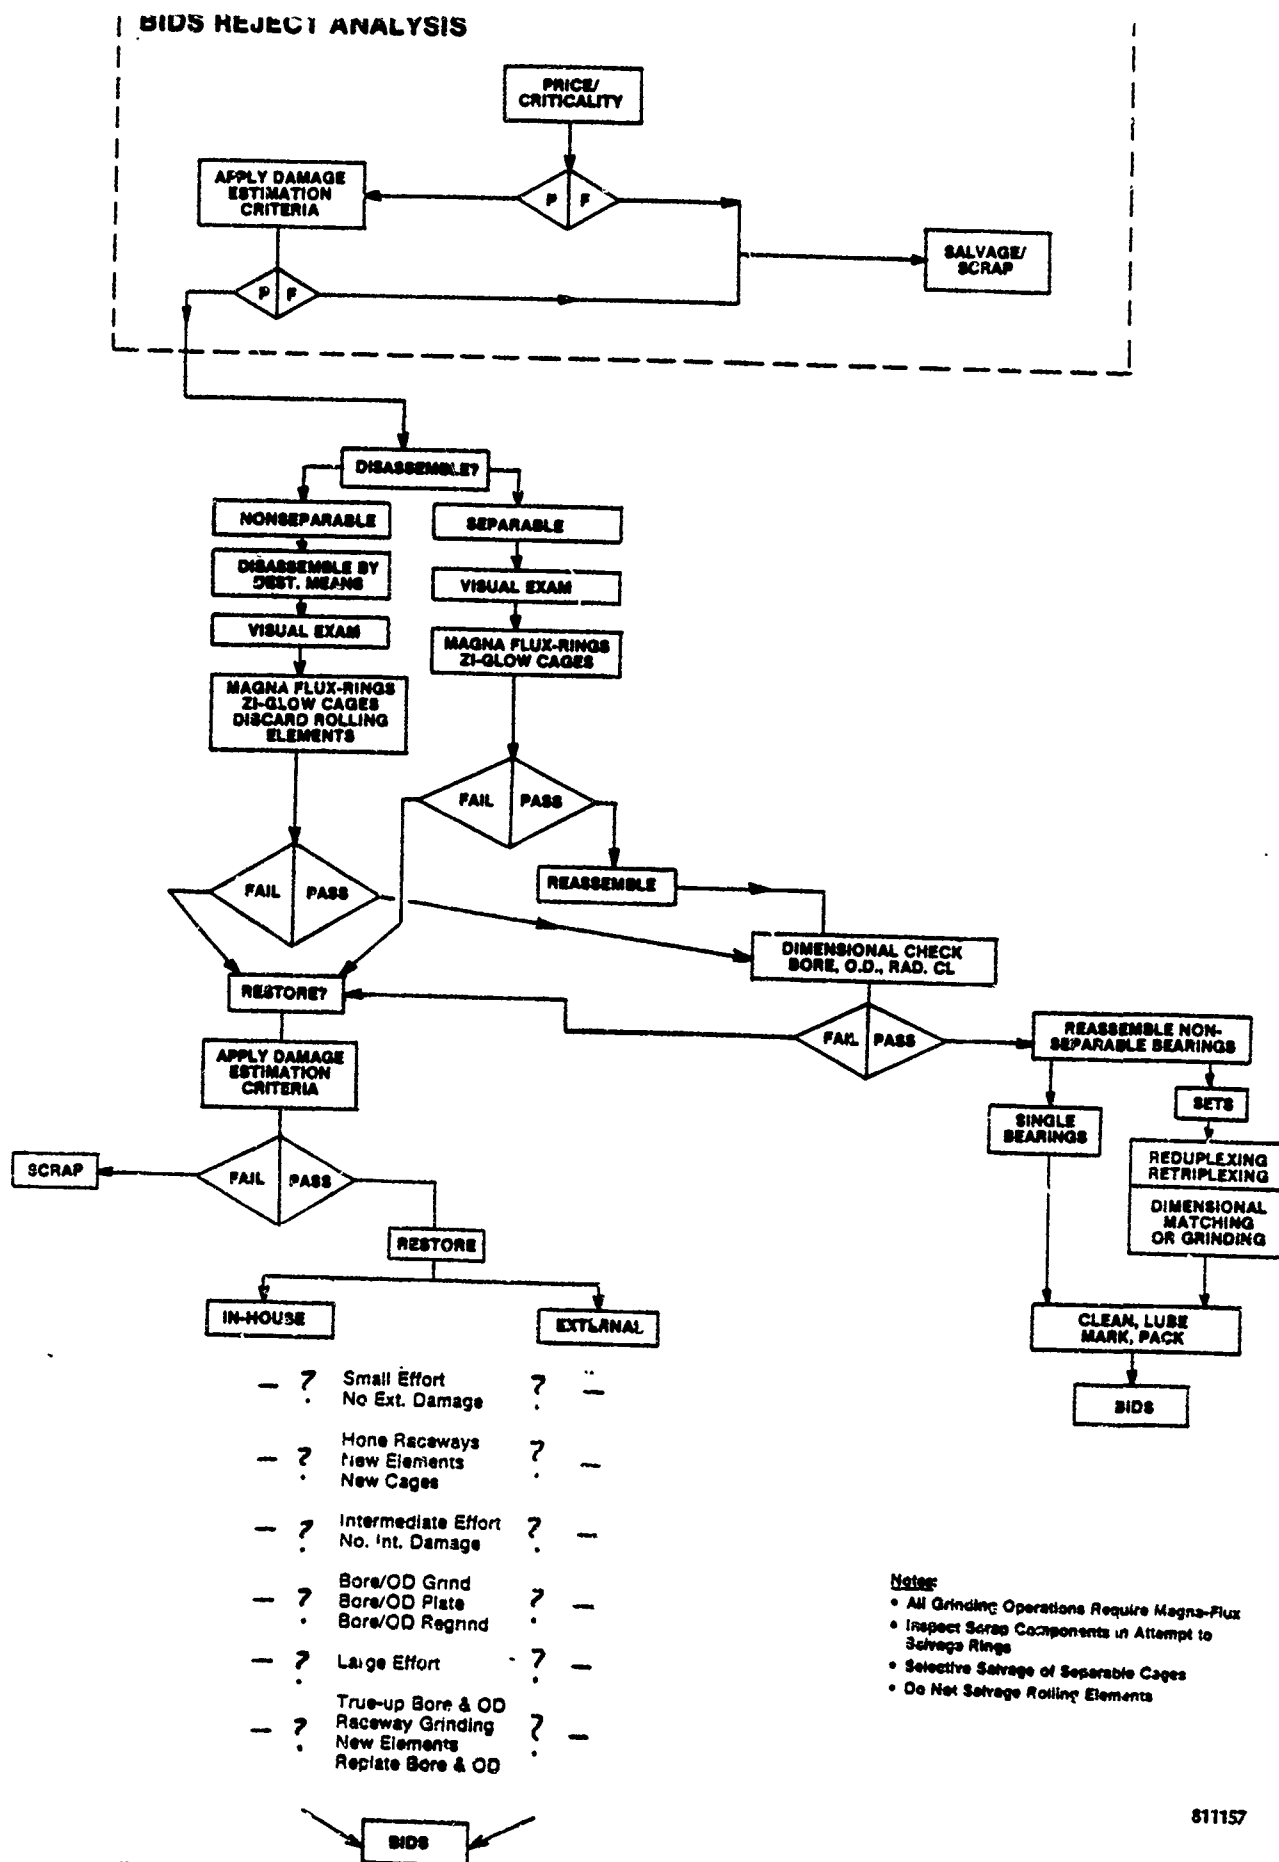 BIDS REJECT ANALYSIS
PRICE/
CRITICALITY
APPLY DAMAGE
ESTIMATION
CRITERIA
P F
SALVAGE/
SCRAP
P F
DISASSEMBLE?
NONSEPARABLE
SEPARABLE
DISASSEMBLE BY
DEST. MEANS
VISUAL EXAM
VISUAL EXAM
MAGNA FLUX-RINGS
ZI-GLOW CAGES
MAGNA FLUX-RINGS
ZI-GLOW CAGES
DISCARD ROLLING
ELEMENTS
FAIL PASS
REASSEMBLE
FAIL PASS
DIMENSIONAL CHECK
BORE, O.D., RAD. CL
RESTORE?
FAIL PASS
REASSEMBLE NON-
SEPARABLE BEARINGS
APPLY DAMAGE
ESTIMATION
CRITERIA
SETS
SINGLE
BEARINGS
SCRAP
FAIL PASS
REDUPLEXING
RETRIPLEXING
DIMENSIONAL
MATCHING
OR GRINDING
RESTORE
IN-HOUSE
EXTERNAL
CLEAN, LUBE
MARK, PACK
BIDS
— ? Small Effort ? —
No Ext. Damage
Hone Raceways
— ? New Elements ? —
New Cages
— ? Intermediate Effort ? —
No. Int. Damage
Bore/OD Grind
— ? Bore/OD Plate ? —
Bore/OD Regrind
— ? Large Effort ? —
True-up Bore & OD
— ? Raceway Grinding ? —
New Elements
Replate Bore & OD
BIDS
Notes:
• All Grinding Operations Require Magna-Flux
• Inspect Scrap Components in Attempt to
Salvage Rings
• Selective Salvage of Separable Cages
• Do Not Salvage Rolling Elements
811157